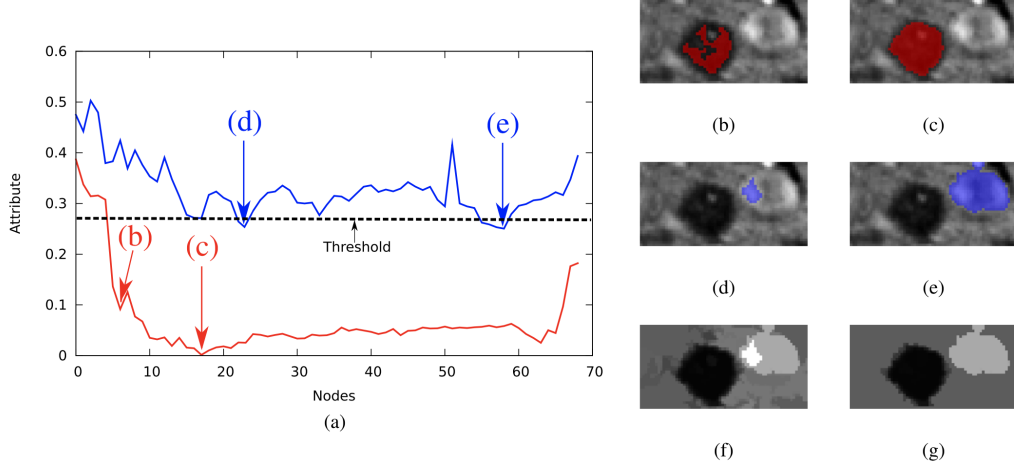 0.6
0.5
0.4
0.3
0.2
0.1
0
Attribute
(d)
(e)
(b)
(c)
Threshold
0 10 20 30 40 50 60 70
Nodes
(a)
(b) (c)
(d) (e)
(f) (g)